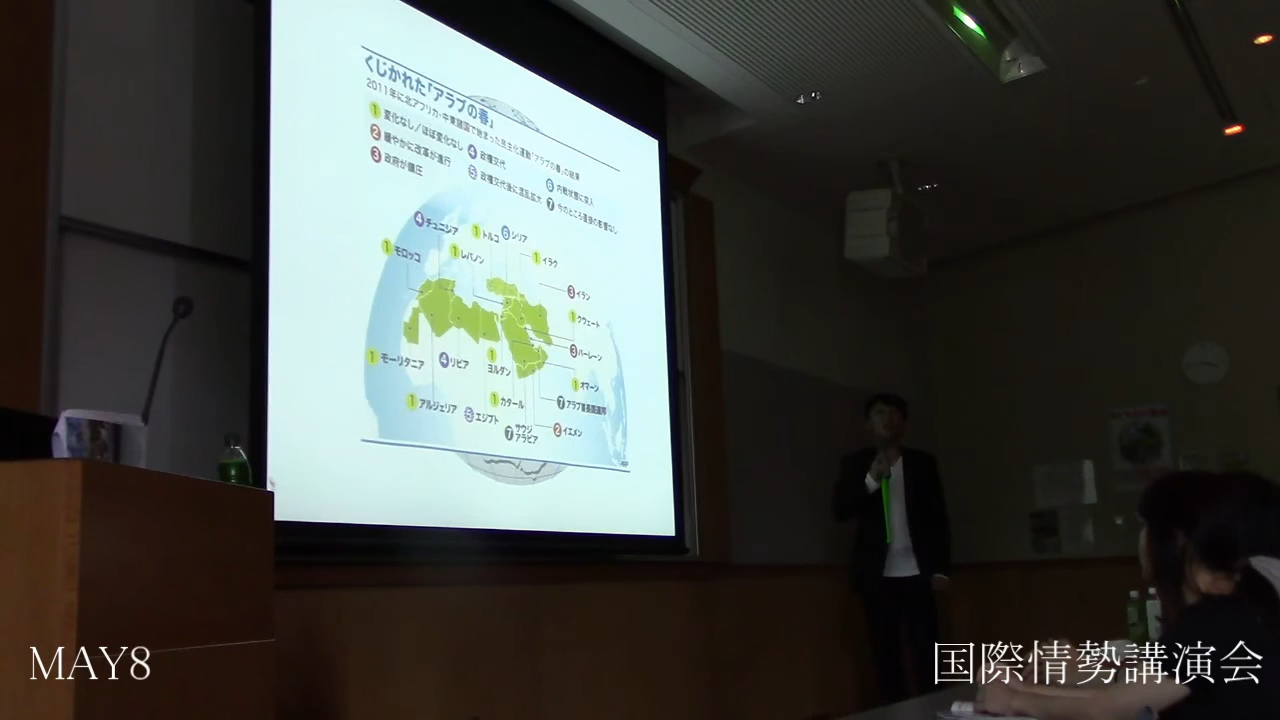 くじかれた「アラブの春」
2011年に北アフリカ・中東諸国で始まった民主化運動「アラブの春」の結果
1 変化なし／ほぼ変化なし
2 緩やかに改革が進行
3 政府が鎮圧
4 政権交代
5 政権交代後に混乱拡大
6 内戦状態に突入
7 今のところ直接の影響なし
4 チュニジア
1 トルコ
6 シリア
1 モロッコ
1 レバノン
1 イラク
3 イラン
1 クウェート
3 バーレーン
1 モーリタニア
4 リビア
1 ヨルダン
1 オマーン
1 アルジェリア
5 エジプト
1 カタール
7 アラブ首長国連邦
7 サウジ
アラビア
2 イエメン
MAY8
国際情勢講演会